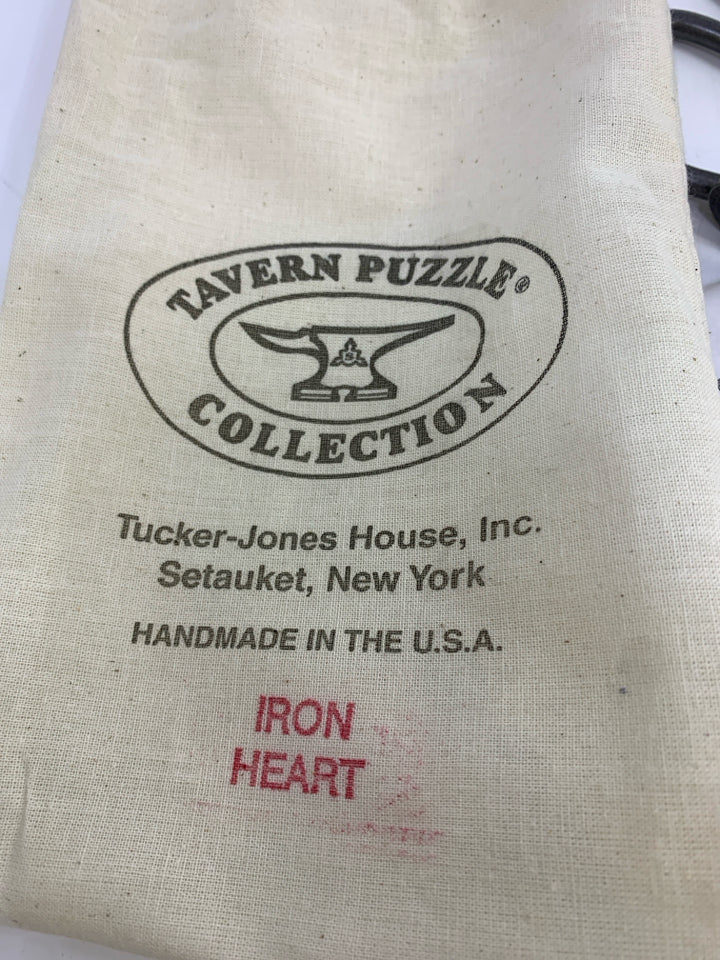 TAVERN PUZZLE®
COLLECTION
Tucker-Jones House, Inc.
Setauket, New York
HANDMADE IN THE U.S.A.
IRON
HEART